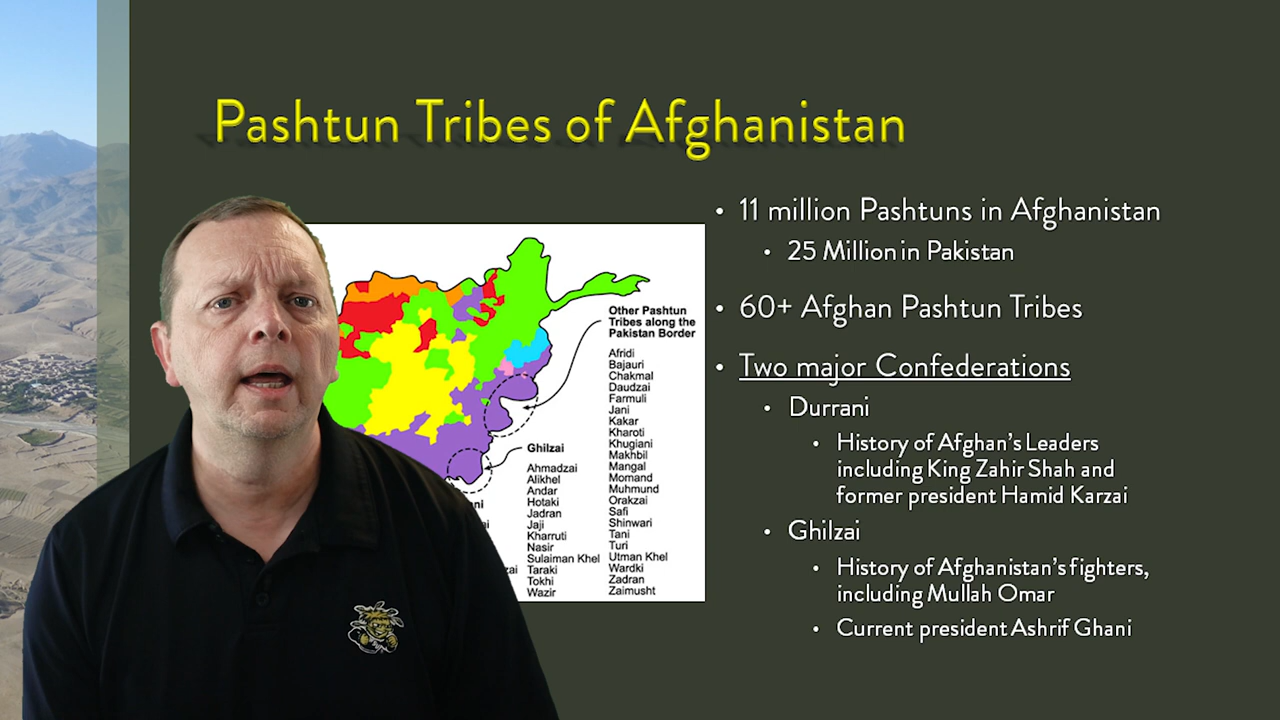 Pashtun Tribes of Afghanistan
• 11 million Pashtuns in Afghanistan
• 25 Million in Pakistan
• 60+ Afghan Pashtun Tribes
• Two major Confederations
• Durrani
• History of Afghan's Leaders
including King Zahir Shah and
former president Hamid Karzai
• Ghilzai
• History of Afghanistan's fighters,
including Mullah Omar
• Current president Ashrif Ghani
Other Pashtun
Tribes along the
Pakistan Border
Afridi
Bajauri
Chakmal
Daudzai
Farmuli
Jani
Kakar
Kharoti
Khugiani
Makhbil
Mangal
Momand
Muhmund
Orakzai
Safi
Shinwari
Tani
Turi
Utman Khel
Wardki
Zadran
Zaimusht
Ghilzai
Ahmadzai
Alikhel
Andar
Hotaki
Jadran
Jaji
Kharruti
Nasir
Sulaiman Khel
Taraki
Tokhi
Wazir